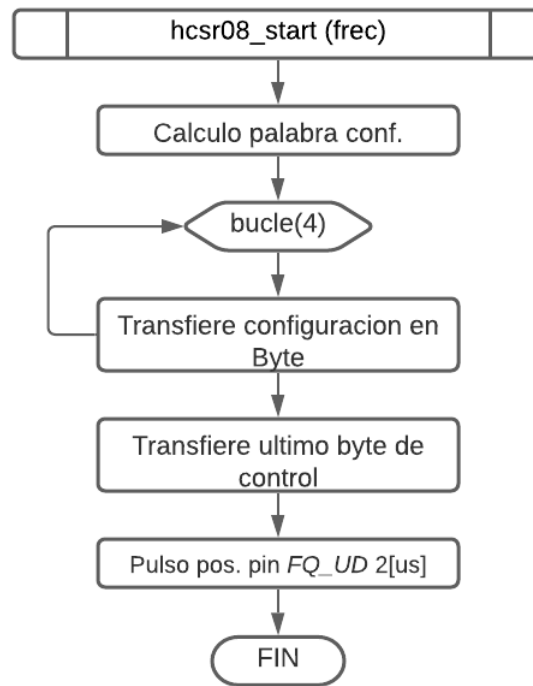 hcsr08_start (frec)
Calculo palabra conf.
bucle(4)
Transfiere configuracion en
Byte
Transfiere ultimo byte de
control
Pulso pos. pin FQ_UD 2[us]
FIN